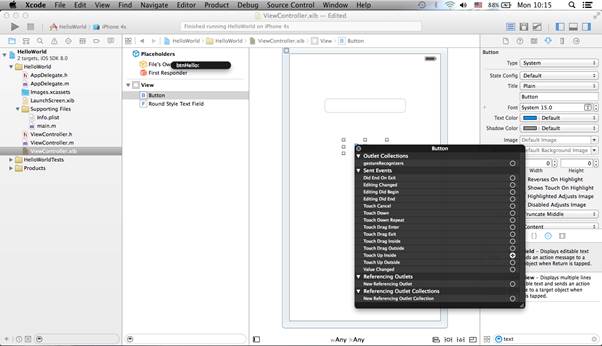 Xcode File Edit View Find Navigate Editor Product Debug Source Control Window Help
88% Mon 10:15
ViewController.xib — Edited
HelloWorld iPhone 4s
Finished running HelloWorld on iPhone 4s
HelloWorld
2 targets, iOS SDK 8.0
HelloWorld
AppDelegate.h
AppDelegate.m
Images.xcassets
LaunchScreen.xib
Supporting Files
Info.plist
main.m
ViewController.h
ViewController.m
ViewController.xib
HelloWorldTests
Products
HelloWorld HelloWorld ViewController.xib View Button
Placeholders
File's Ow
btnHello:
First Responder
View
Button
Round Style Text Field
Button
Outlet Collections
gestureRecognizers
Sent Events
Did End On Exit
Editing Changed
Editing Did Begin
Editing Did End
Touch Cancel
Touch Down
Touch Down Repeat
Touch Drag Enter
Touch Drag Exit
Touch Drag Inside
Touch Drag Outside
Touch Up Inside
Touch Up Outside
Value Changed
Referencing Outlets
New Referencing Outlet
Referencing Outlet Collections
New Referencing Outlet Collection
wAny hAny
Button
Type System
State Config Default
Title Plain
Button
Font System 15.0
Text Color Default
Shadow Color Default
Image Default Image
Default Background Image
0 0
Width Height
Reverses On Highlight
Shows Touch On Highlight
Highlighted Adjusts Image
Disabled Adjusts Image
Truncate Middle
Content
d - Displays editable text
ds an action message to a
object when Return is tapped.
ew - Displays multiple lines
table text and sends an action
e to a target object when
is tapped.
text